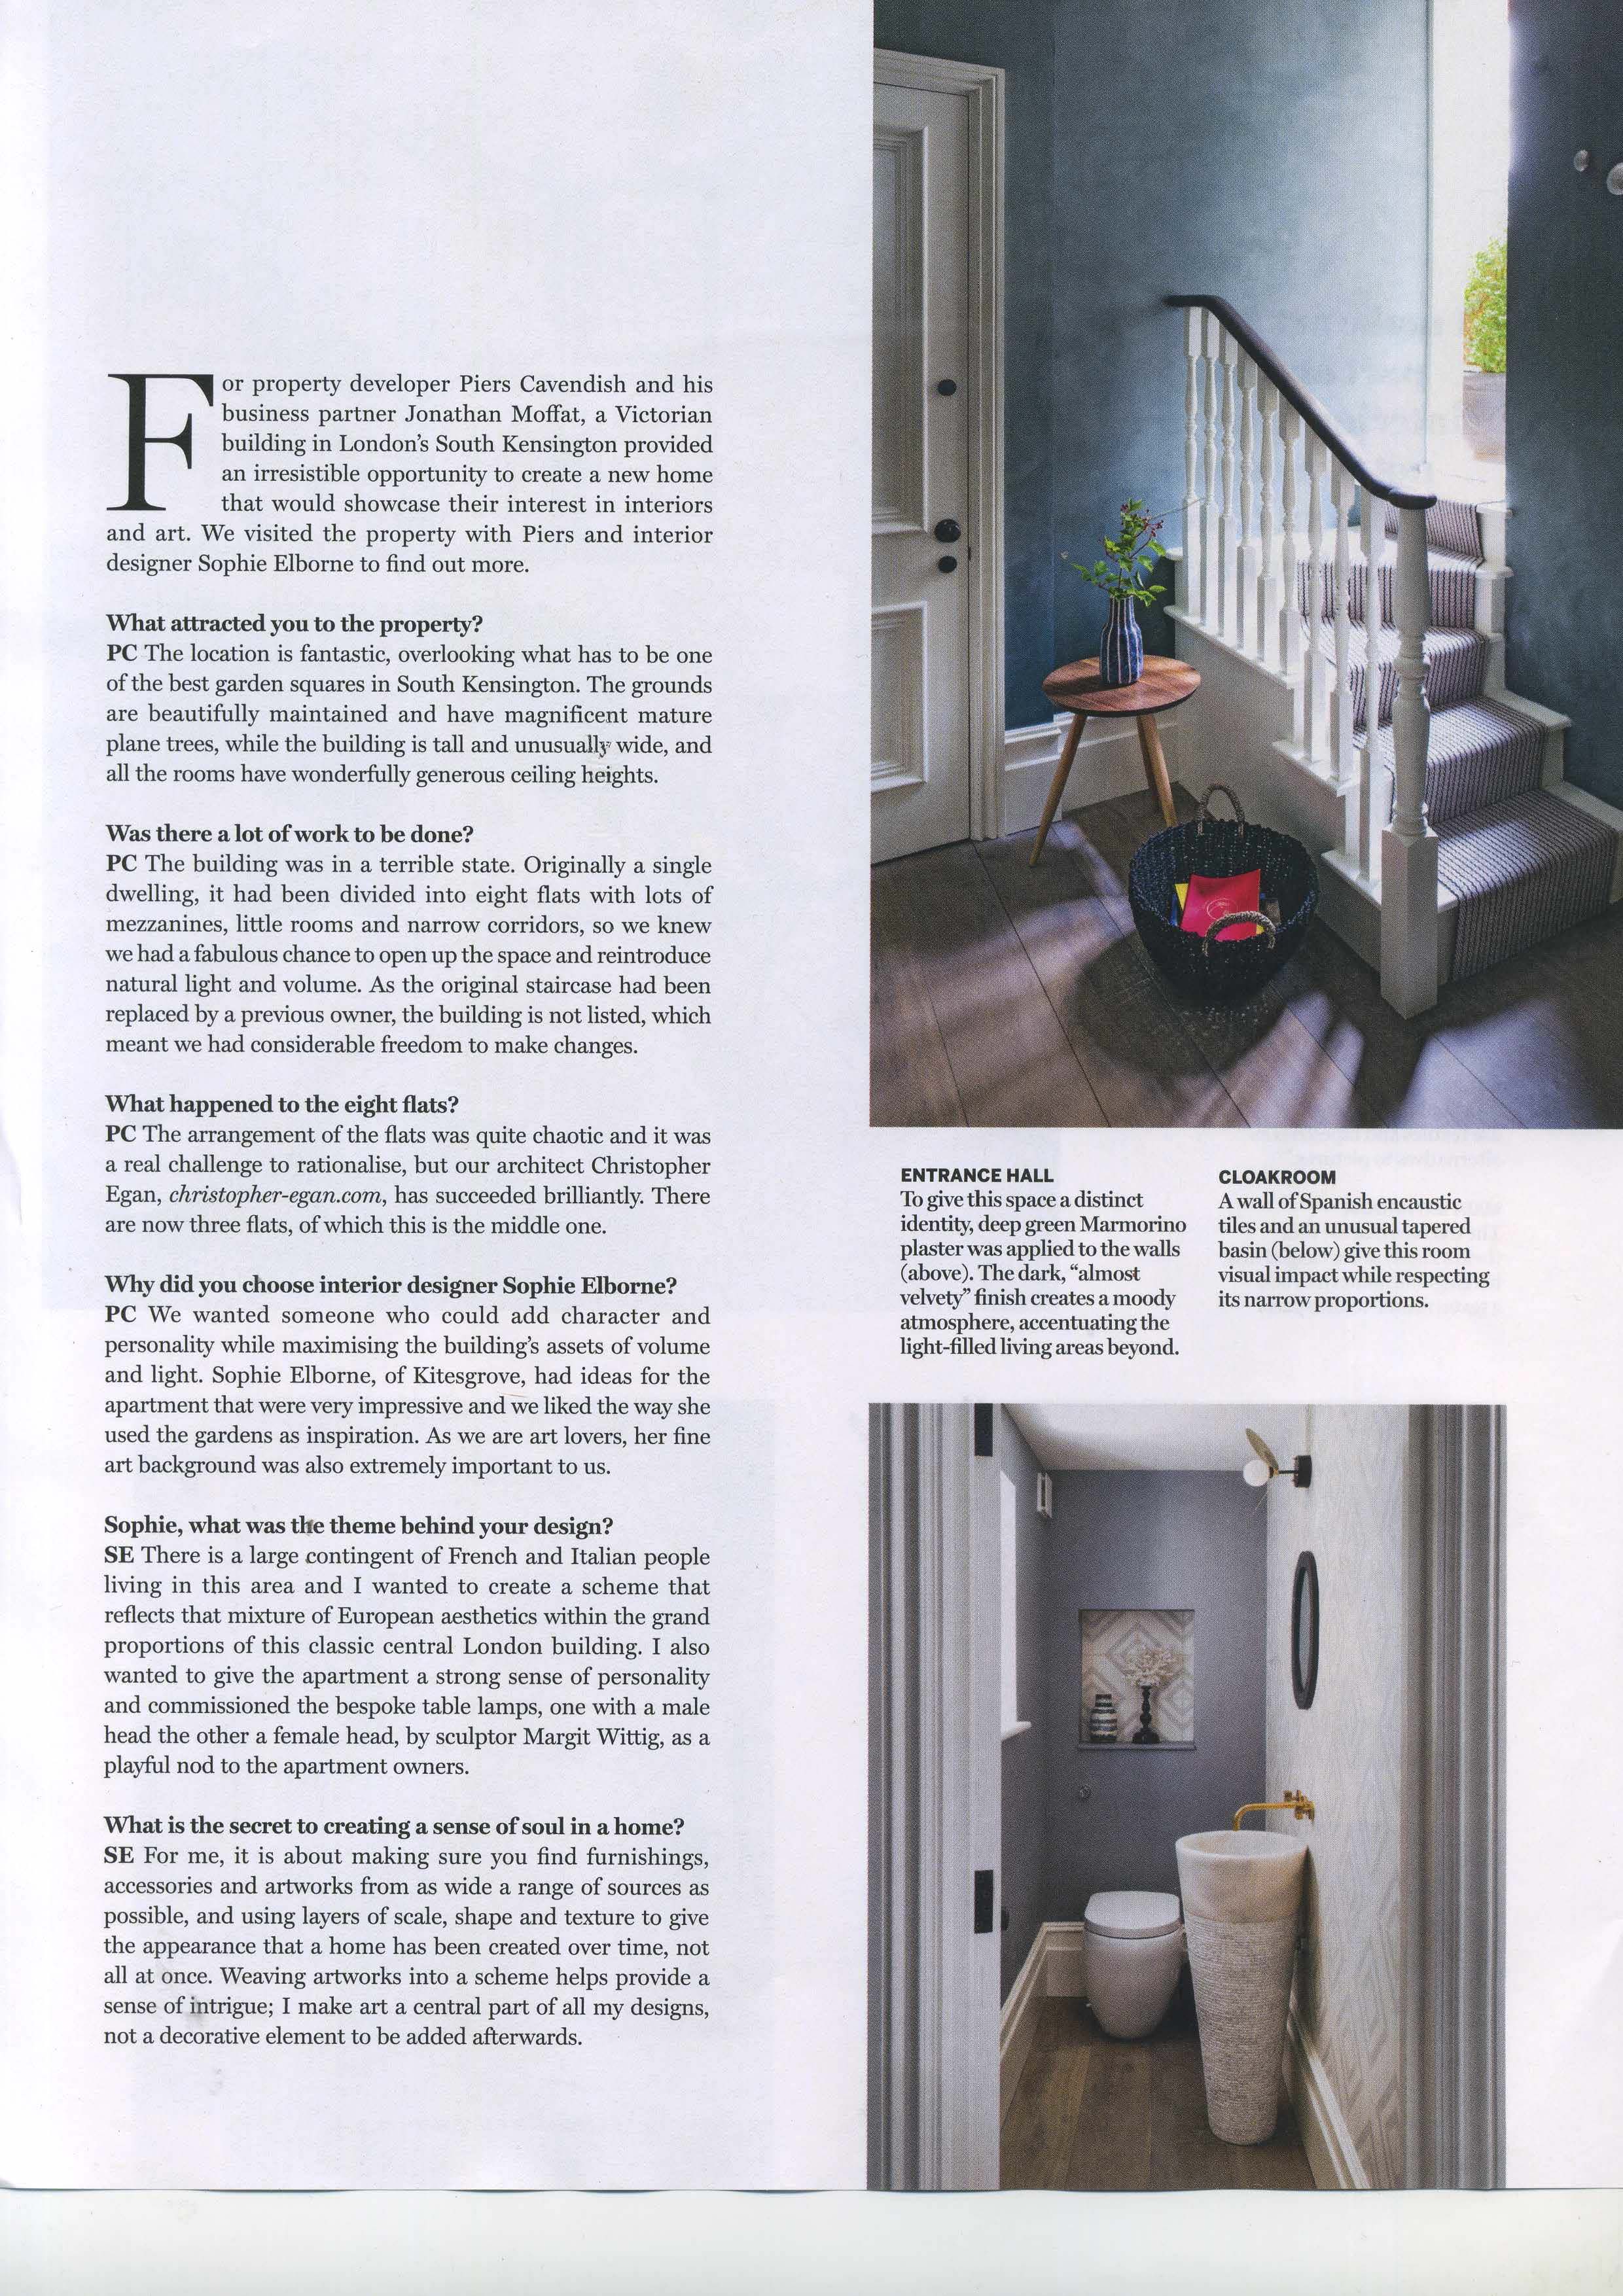 For property developer Piers Cavendish and his
business partner Jonathan Moffat, a Victorian
building in London's South Kensington provided
an irresistible opportunity to create a new home
that would showcase their interest in interiors
and art. We visited the property with Piers and interior
designer Sophie Elborne to find out more.
What attracted you to the property?
PC The location is fantastic, overlooking what has to be one
of the best garden squares in South Kensington. The grounds
are beautifully maintained and have magnificent mature
plane trees, while the building is tall and unusually wide, and
all the rooms have wonderfully generous ceiling heights.
Was there a lot of work to be done?
PC The building was in a terrible state. Originally a single
dwelling, it had been divided into eight flats with lots of
mezzanines, little rooms and narrow corridors, so we knew
we had a fabulous chance to open up the space and reintroduce
natural light and volume. As the original staircase had been
replaced by a previous owner, the building is not listed, which
meant we had considerable freedom to make changes.
What happened to the eight flats?
PC The arrangement of the flats was quite chaotic and it was
a real challenge to rationalise, but our architect Christopher
Egan, christopher-egan.com, has succeeded brilliantly. There
are now three flats, of which this is the middle one.
Why did you choose interior designer Sophie Elborne?
PC We wanted someone who could add character and
personality while maximising the building's assets of volume
and light. Sophie Elborne, of Kitesgrove, had ideas for the
apartment that were very impressive and we liked the way she
used the gardens as inspiration. As we are art lovers, her fine
art background was also extremely important to us.
Sophie, what was the theme behind your design?
SE There is a large contingent of French and Italian people
living in this area and I wanted to create a scheme that
reflects that mixture of European aesthetics within the grand
proportions of this classic central London building. I also
wanted to give the apartment a strong sense of personality
and commissioned the bespoke table lamps, one with a male
head the other a female head, by sculptor Margit Wittig, as a
playful nod to the apartment owners.
What is the secret to creating a sense of soul in a home?
SE For me, it is about making sure you find furnishings,
accessories and artworks from as wide a range of sources as
possible, and using layers of scale, shape and texture to give
the appearance that a home has been created over time, not
all at once. Weaving artworks into a scheme helps provide a
sense of intrigue; I make art a central part of all my designs,
not a decorative element to be added afterwards.
ENTRANCE HALL
To give this space a distinct
identity, deep green Marmorino
plaster was applied to the walls
(above). The dark, “almost
velvety” finish creates a moody
atmosphere, accentuating the
light-filled living areas beyond.
CLOAKROOM
A wall of Spanish encaustic
tiles and an unusual tapered
basin (below) give this room
visual impact while respecting
its narrow proportions.